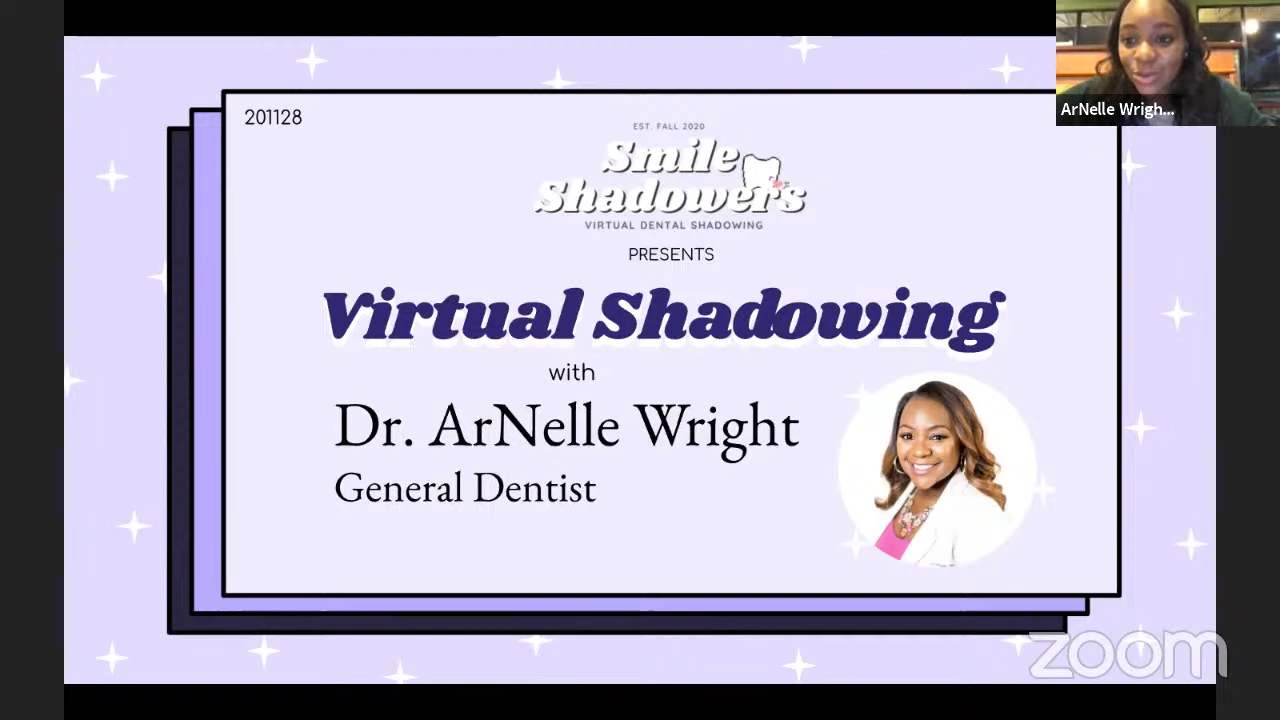 201128
EST. FALL 2020
Smile
Shadowers
VIRTUAL DENTAL SHADOWING
PRESENTS
Virtual Shadowing
with
Dr. ArNelle Wright
General Dentist
ArNelle Wrigh...
zoom